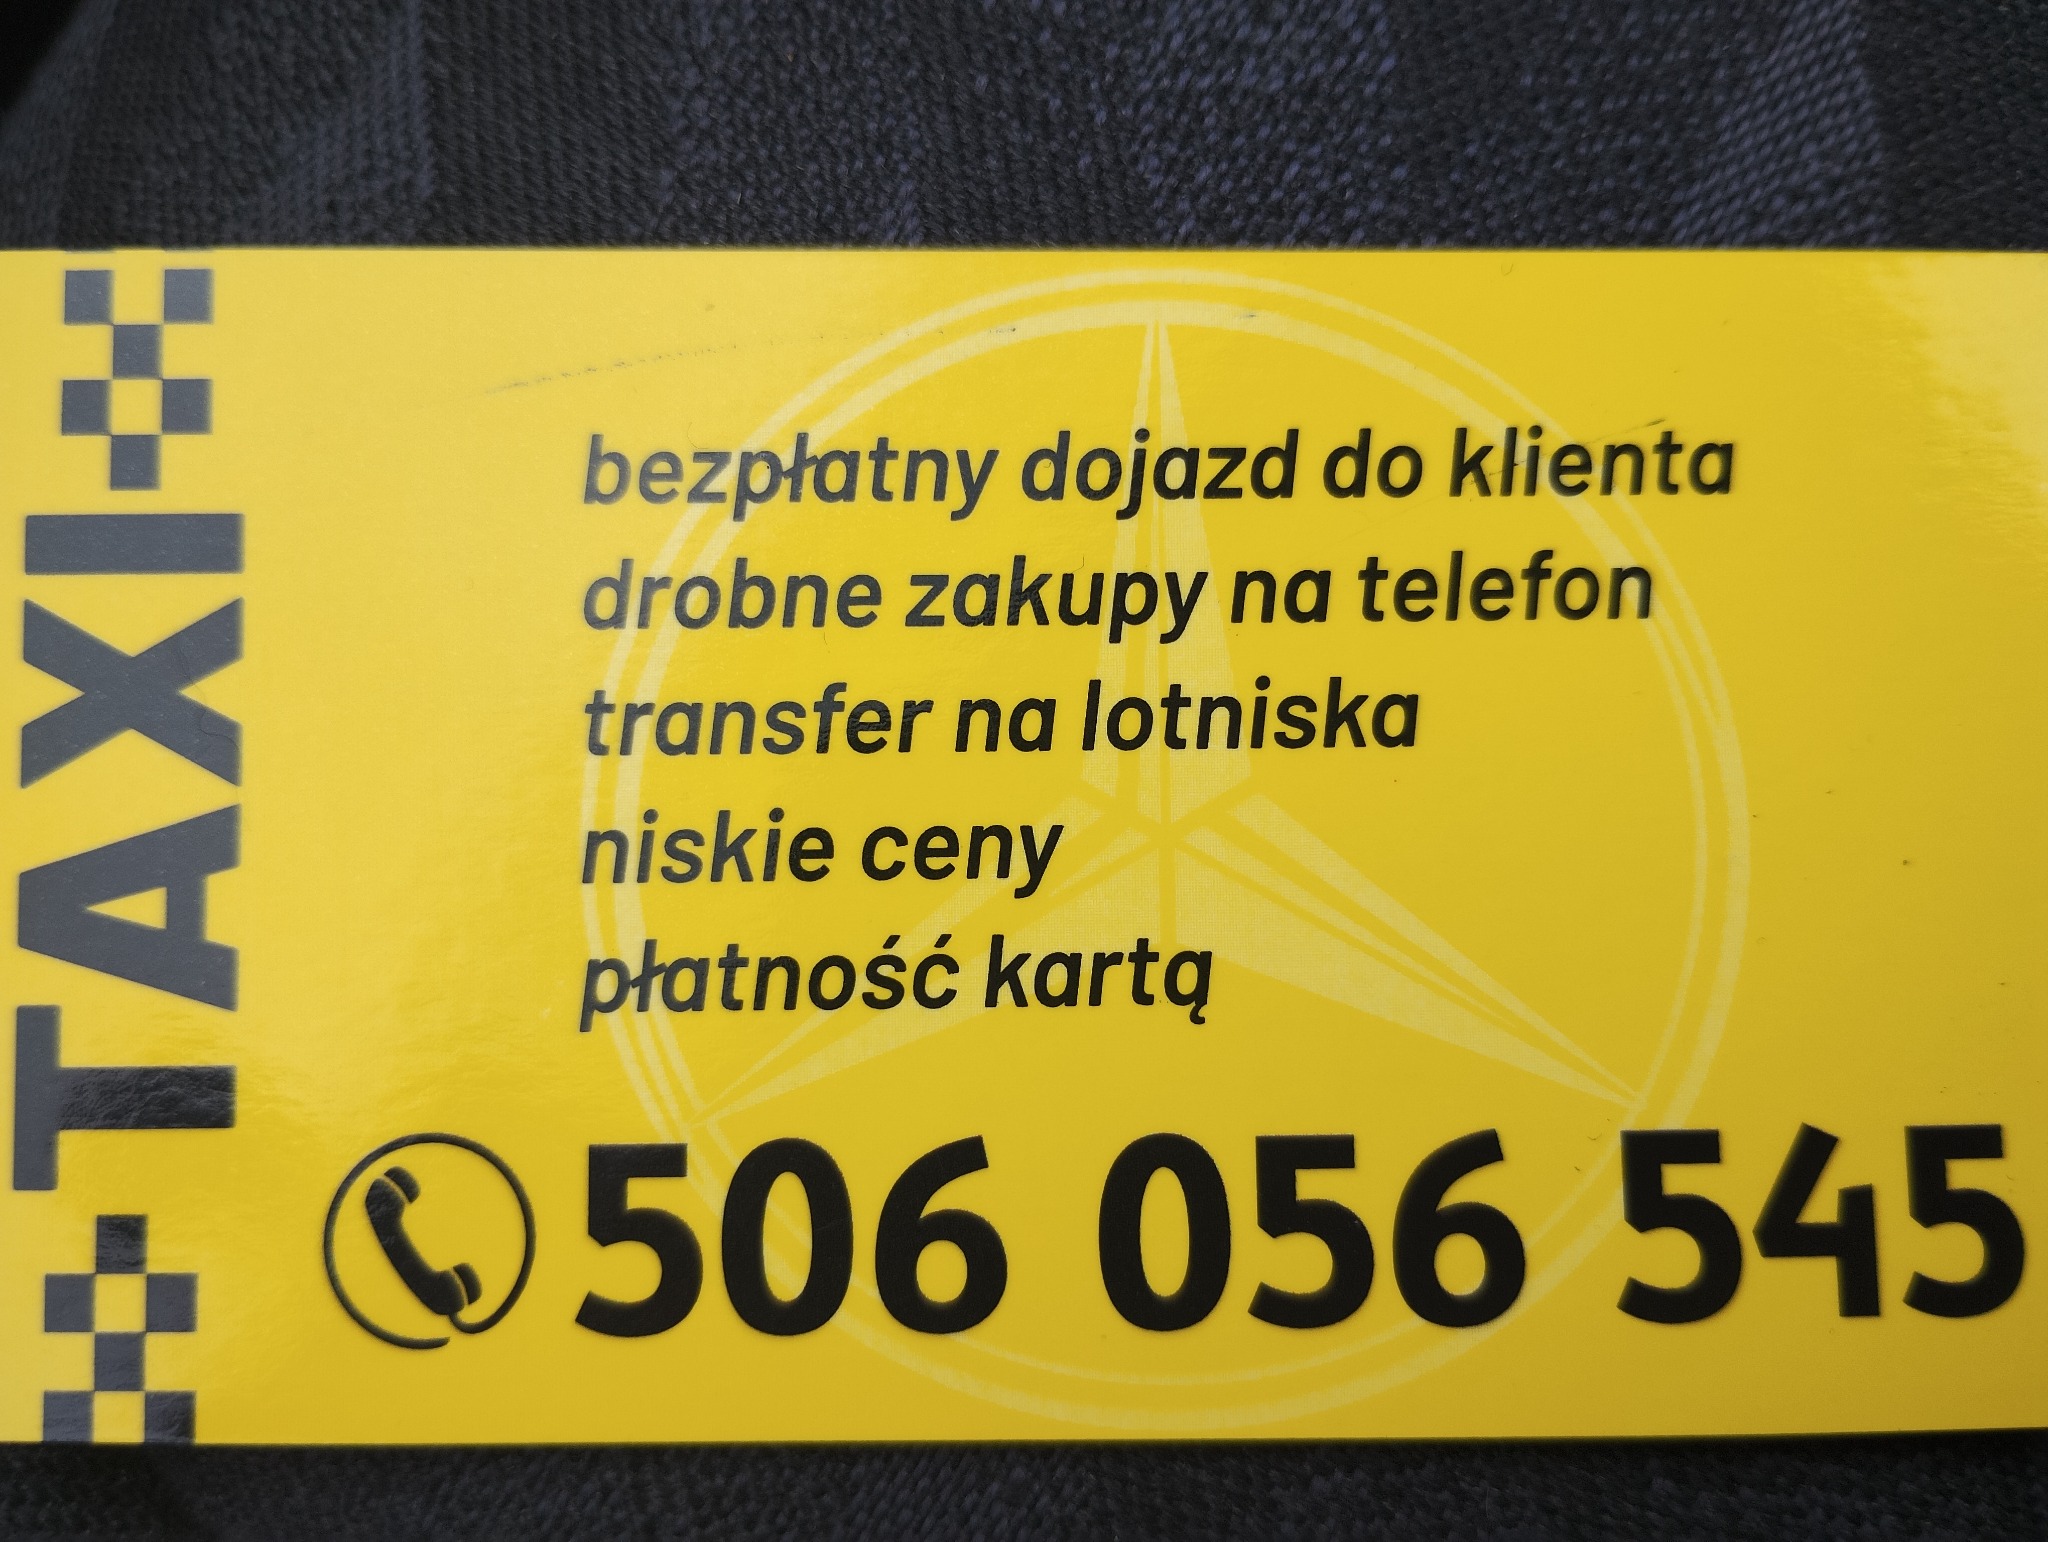 TAXI
bezpłatny dojazd do klienta
drobne zakupy na telefon
transfer na lotniska
niskie ceny
płatność kartą
506 056 545